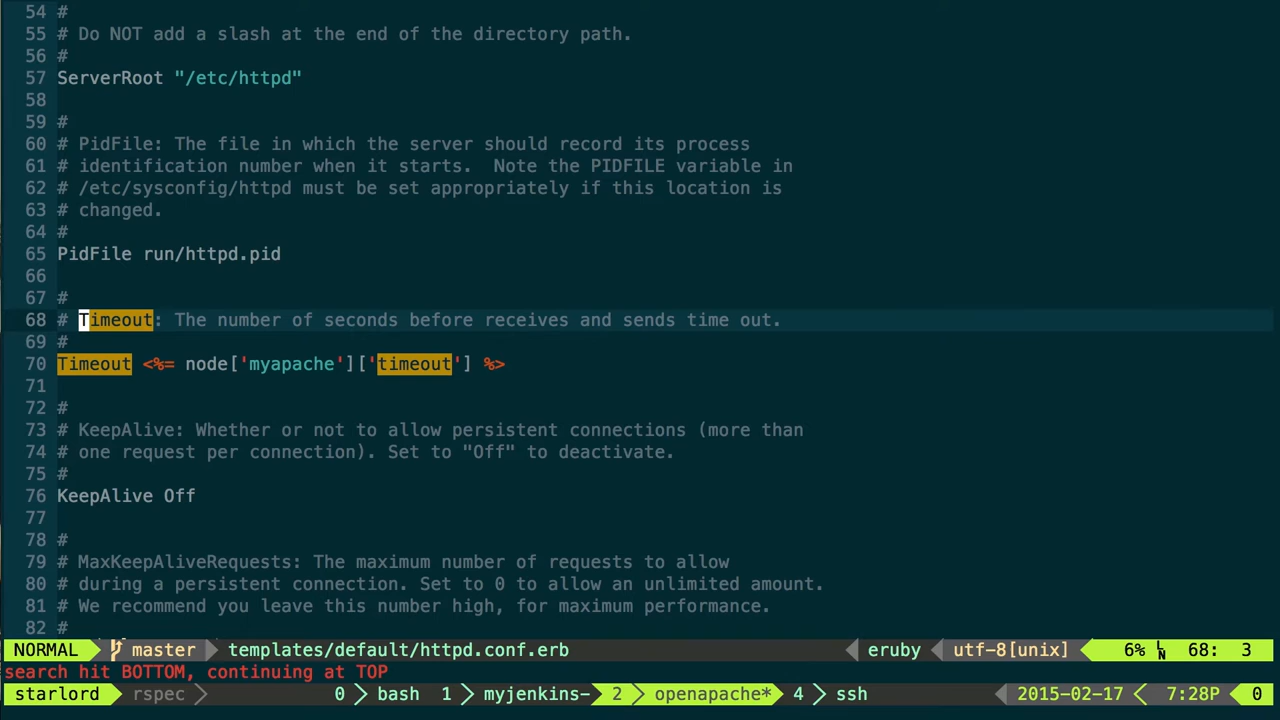 54 #
55 # Do NOT add a slash at the end of the directory path.
56 #
57 ServerRoot "/etc/httpd"
58
59 #
60 # PidFile: The file in which the server should record its process
61 # identification number when it starts.  Note the PIDFILE variable in
62 # /etc/sysconfig/httpd must be set appropriately if this location is
63 # changed.
64 #
65 PidFile run/httpd.pid
66
67 #
68 # Timeout: The number of seconds before receives and sends time out.
69 #
70 Timeout <%= node['myapache']['timeout'] %>
71
72 #
73 # KeepAlive: Whether or not to allow persistent connections (more than
74 # one request per connection). Set to "Off" to deactivate.
75 #
76 KeepAlive Off
77
78 #
79 # MaxKeepAliveRequests: The maximum number of requests to allow
80 # during a persistent connection. Set to 0 to allow an unlimited amount.
81 # We recommend you leave this number high, for maximum performance.
82 #
NORMAL master templates/default/httpd.conf.erb eruby utf-8[unix] 6% LN 68: 3
search hit BOTTOM, continuing at TOP
starlord rspec 0 bash 1 myjenkins- 2 openapache* 4 ssh 2015-02-17 7:28P 0